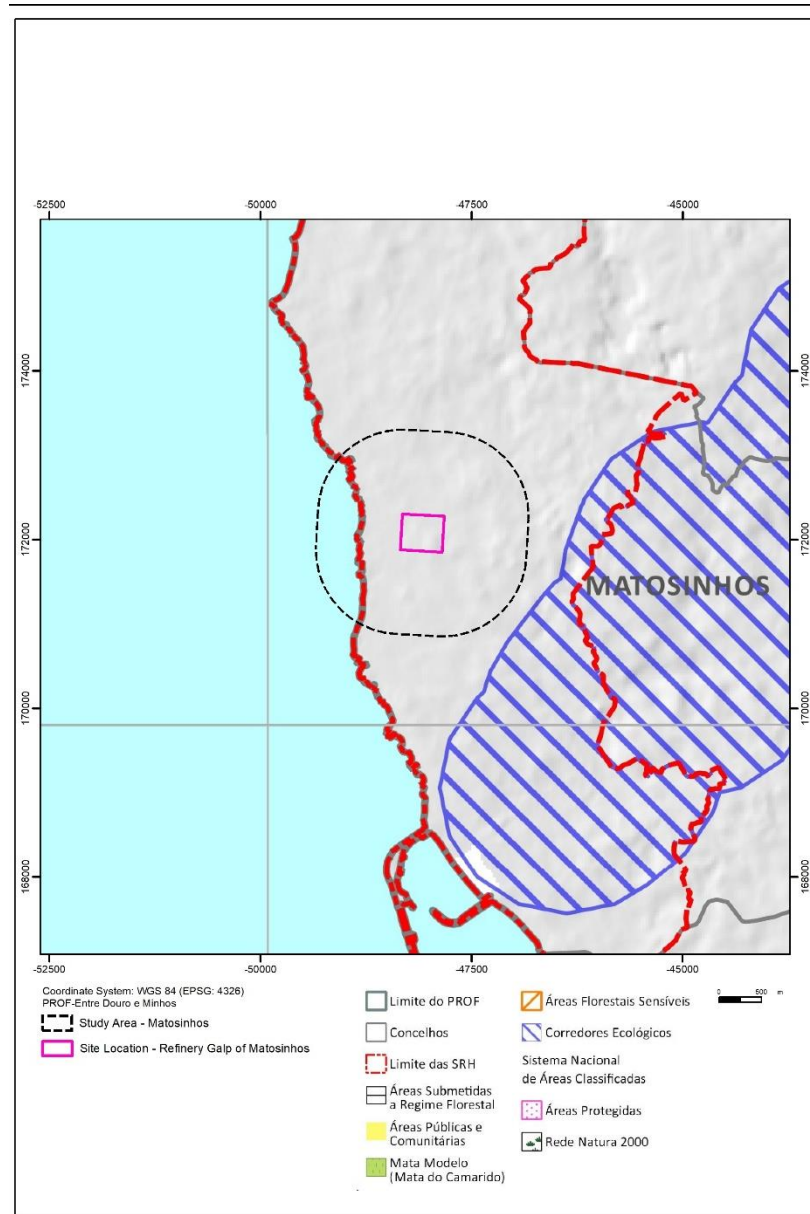 -52500 -50000 -47500 -45000
174000 174000
172000 172000
MATOSINHOS
170000 170000
168000 168000
-52500 -50000 -47500 -45000
Coordinate System: WGS 84 (EPSG: 4326)
PROF-Entre Douro e Minhos
Study Area - Matosinhos
Site Location - Refinery Galp of Matosinhos
Limite do PROF
Concelhos
Limite das SRH
Áreas Submetidas
a Regime Florestal
Áreas Públicas e
Comunitárias
Mata Modelo
(Mata do Camarido)
Áreas Florestais Sensíveis
Corredores Ecológicos
Sistema Nacional
de Áreas Classificadas
Áreas Protegidas
Rede Natura 2000
0 500 m